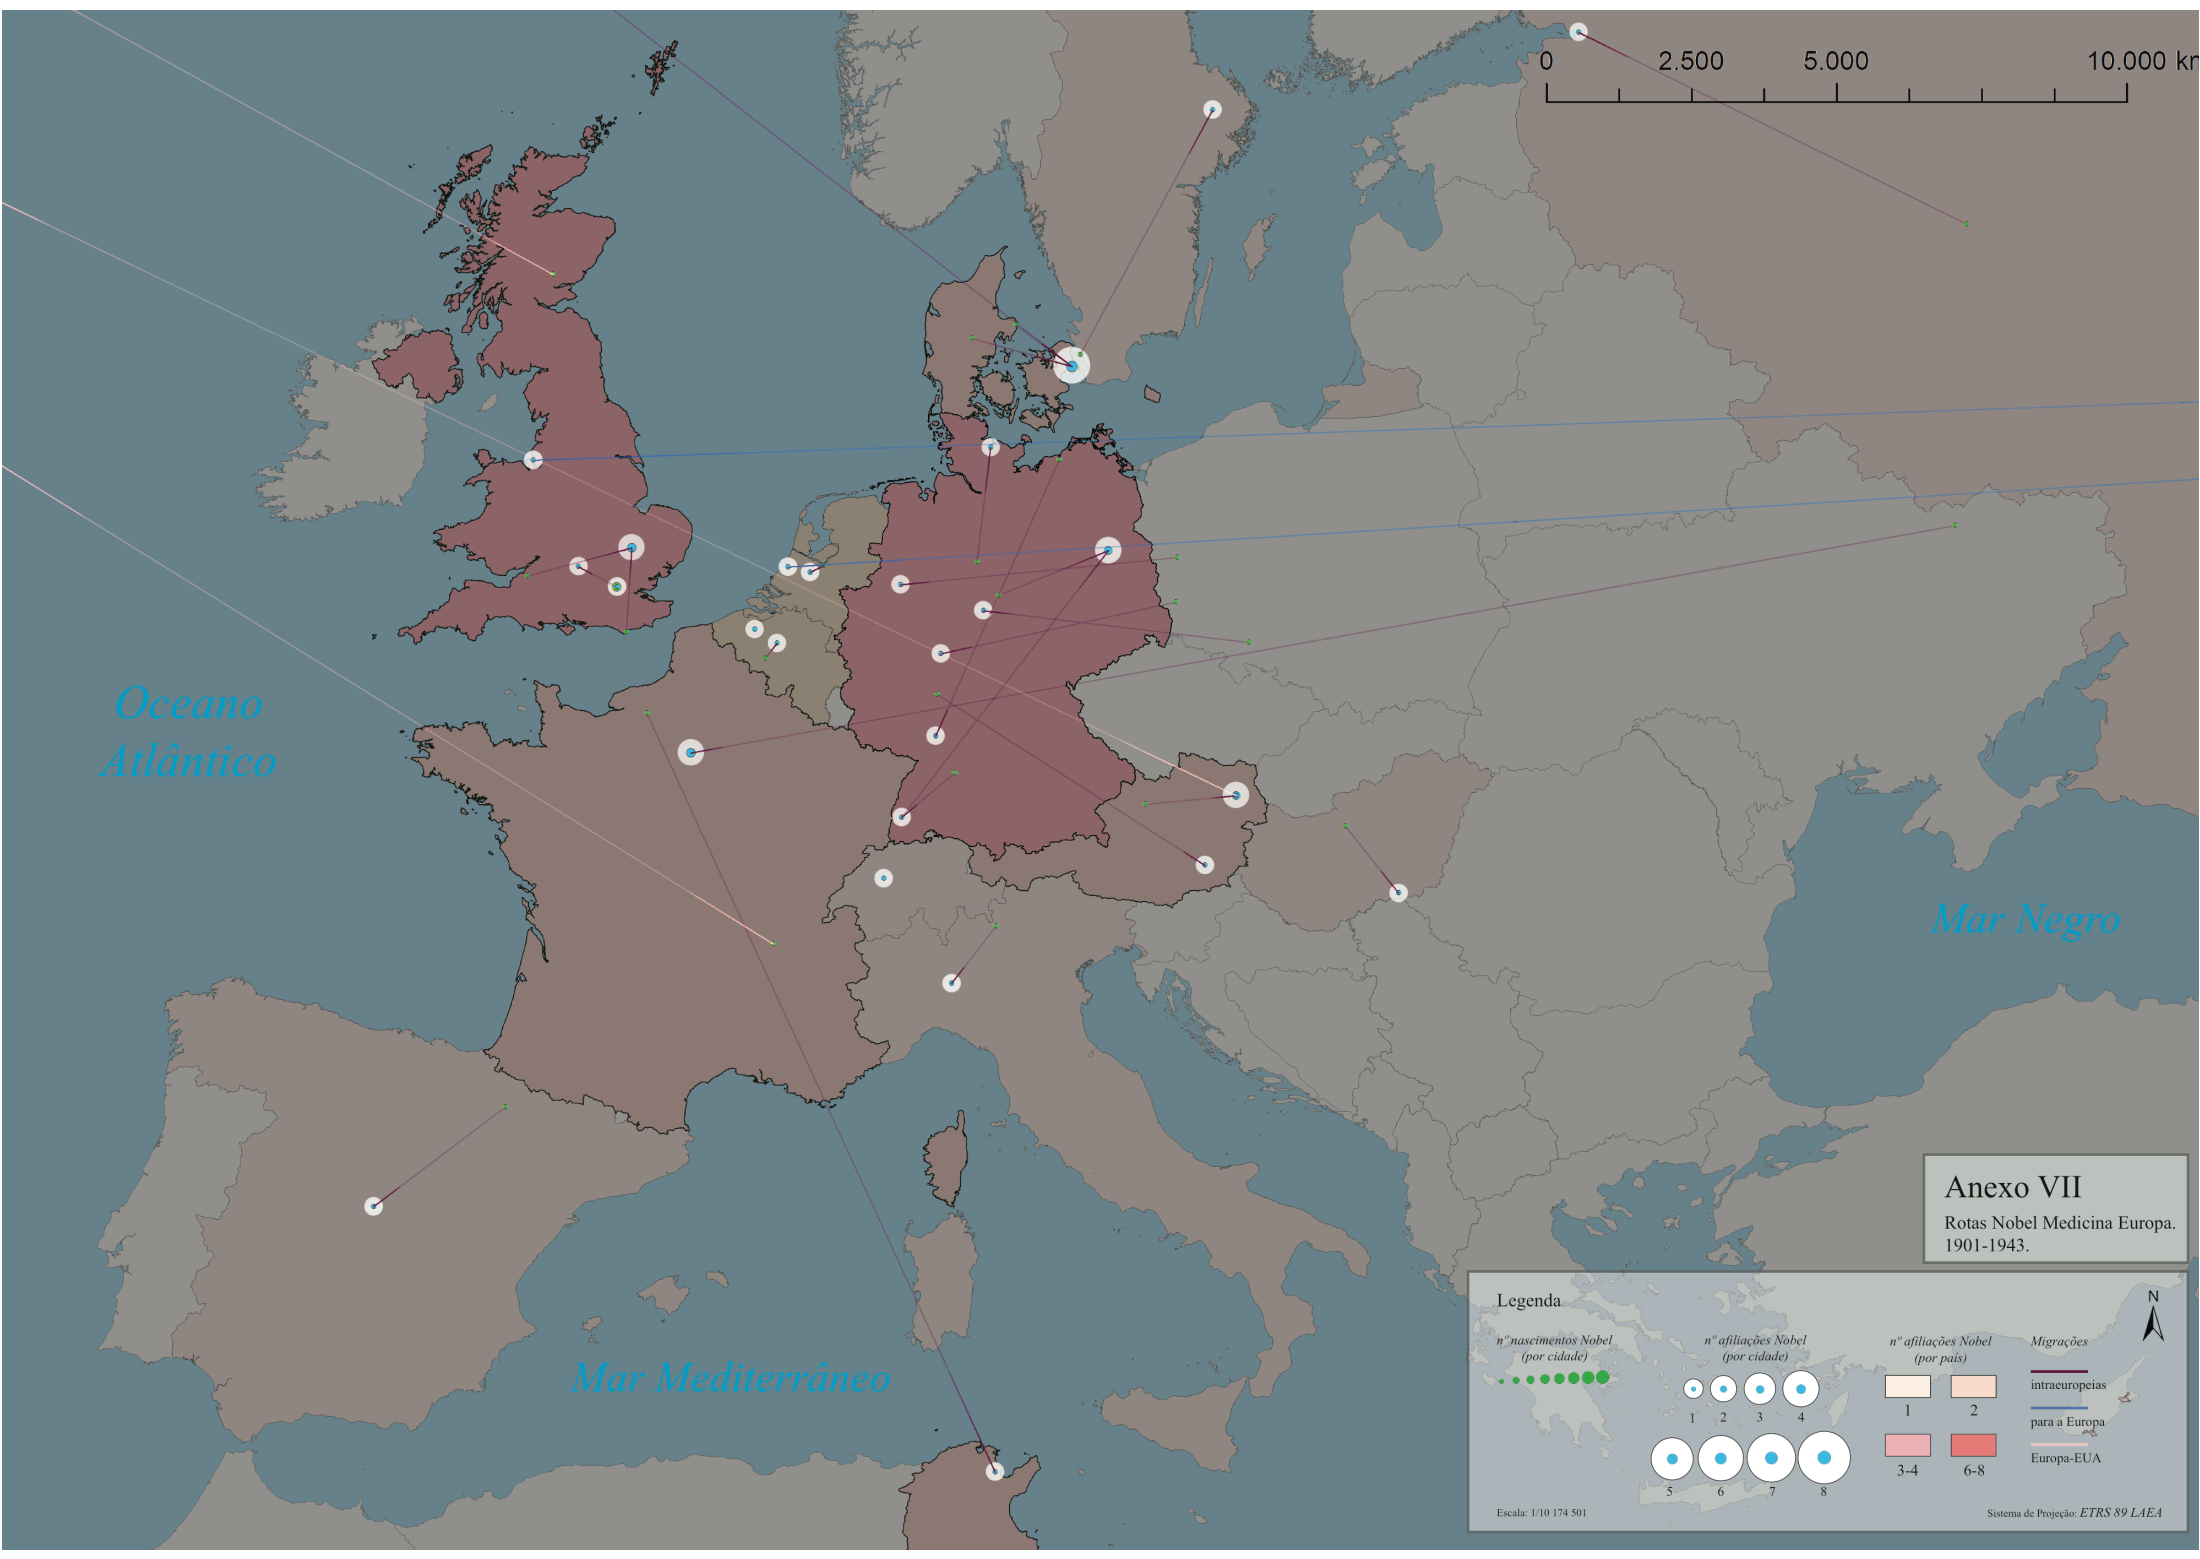 0 2.500 5.000 10.000 km
Oceano
Atlântico
Mar Negro
Mar Mediterrâneo
Anexo VII
Rotas Nobel Medicina Europa.
1901-1943.
Legenda
N
nº nascimentos Nobel
(por cidade)
nº afiliações Nobel
(por cidade)
1 2 3 4
5 6 7 8
nº afiliações Nobel
(por país)
1 2
3-4 6-8
Migrações
intraeuropeias
para a Europa
Europa-EUA
Escala: 1/10 174 501
Sistema de Projeção: ETRS 89 LAEA